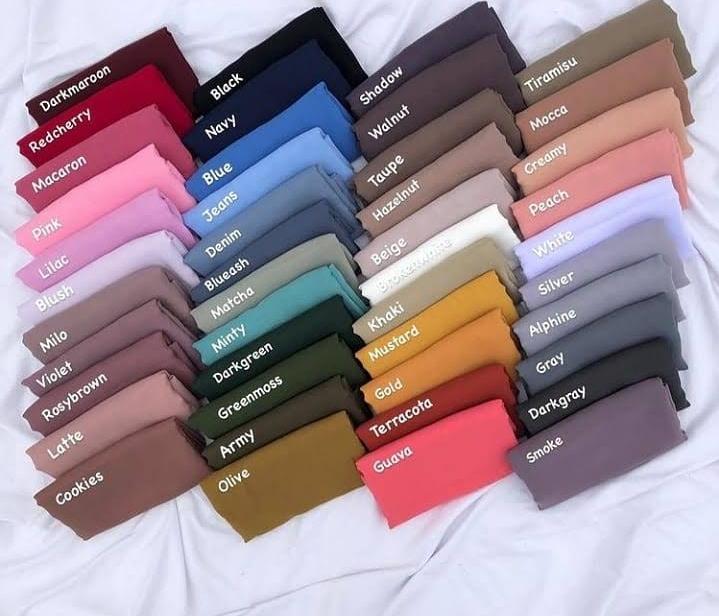 Darkmaroon
Redcherry
Macaron
Pink
Lilac
Blush
Milo
Violet
Rosybrown
Latte
Cookies
Black
Navy
Blue
Jeans
Denim
Blueash
Matcha
Minty
Darkgreen
Greenmoss
Army
Olive
Shadow
Walnut
Taupe
Hazelnut
Beige
Brokenwhite
Khaki
Mustard
Gold
Terracota
Guava
Tiramisu
Mocca
Creamy
Peach
White
Silver
Alphine
Gray
Darkgray
Smoke